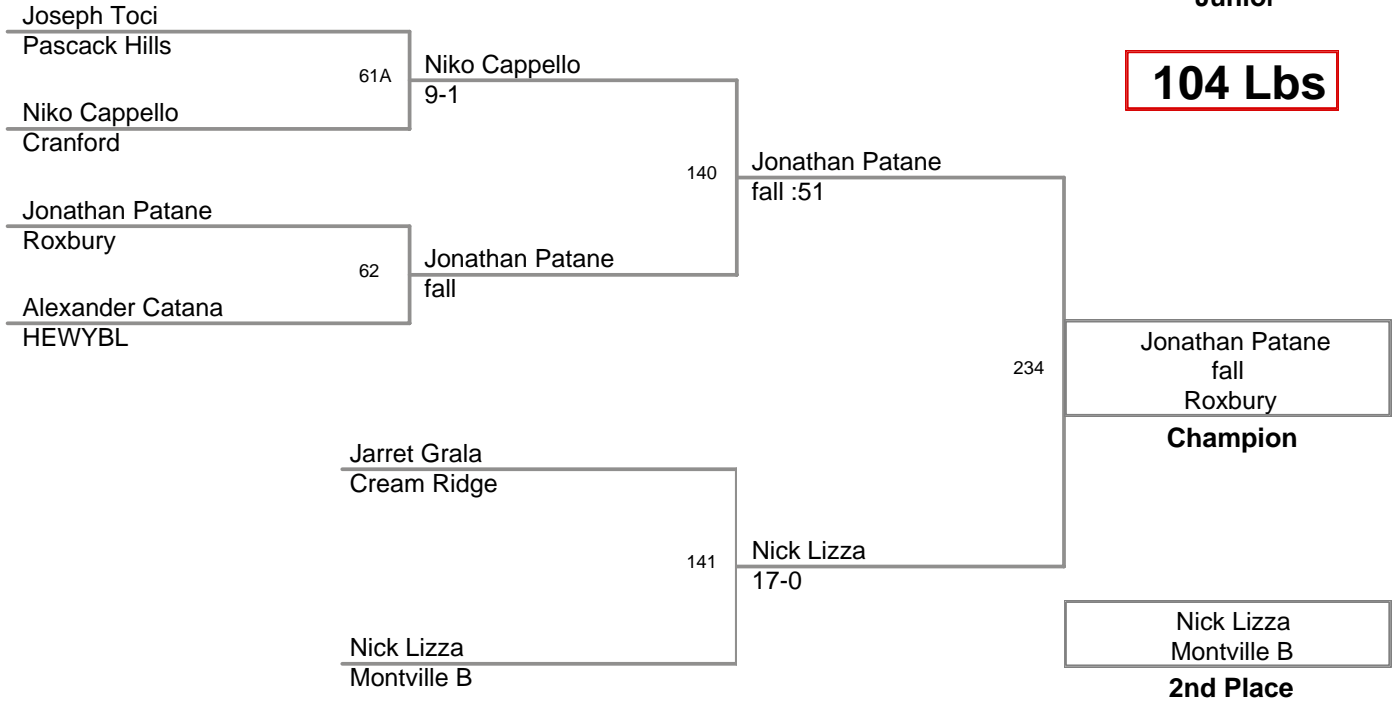 Junior
104 Lbs
Joseph Toci
Pascack Hills
61A
Niko Cappello
9-1
Niko Cappello
Cranford
140
Jonathan Patane
fall :51
Jonathan Patane
Roxbury
62
Jonathan Patane
fall
Alexander Catana
HEWYBL
234
Jonathan Patane
fall
Roxbury
Champion
Jarret Grala
Cream Ridge
141
Nick Lizza
17-0
Nick Lizza
Montville B
Nick Lizza
Montville B
2nd Place